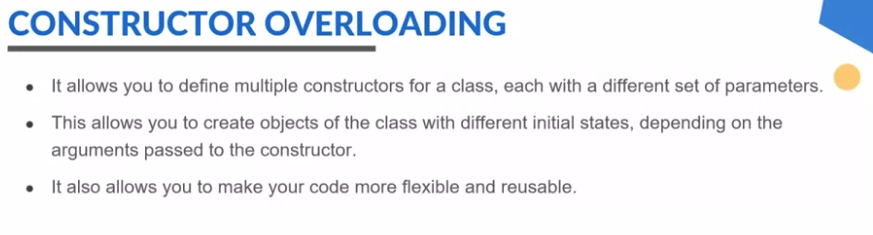 CONSTRUCTOR OVERLOADING
● It allows you to define multiple constructors for a class, each with a different set of parameters.
● This allows you to create objects of the class with different initial states, depending on the
arguments passed to the constructor.
● It also allows you to make your code more flexible and reusable.